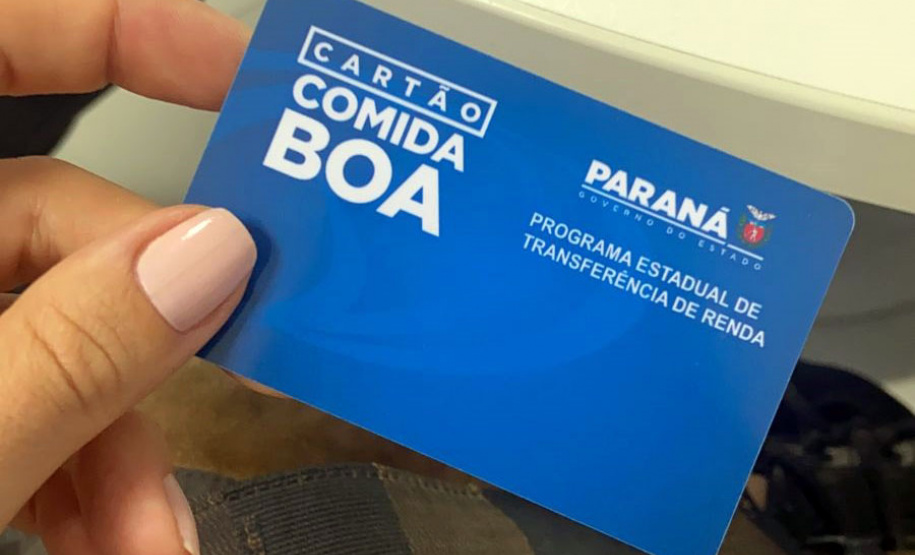 CARTÃO
COMIDA
BOA
PARANÁ
GOVERNO DO ESTADO
PROGRAMA ESTADUAL DE
TRANSFERÊNCIA DE RENDA